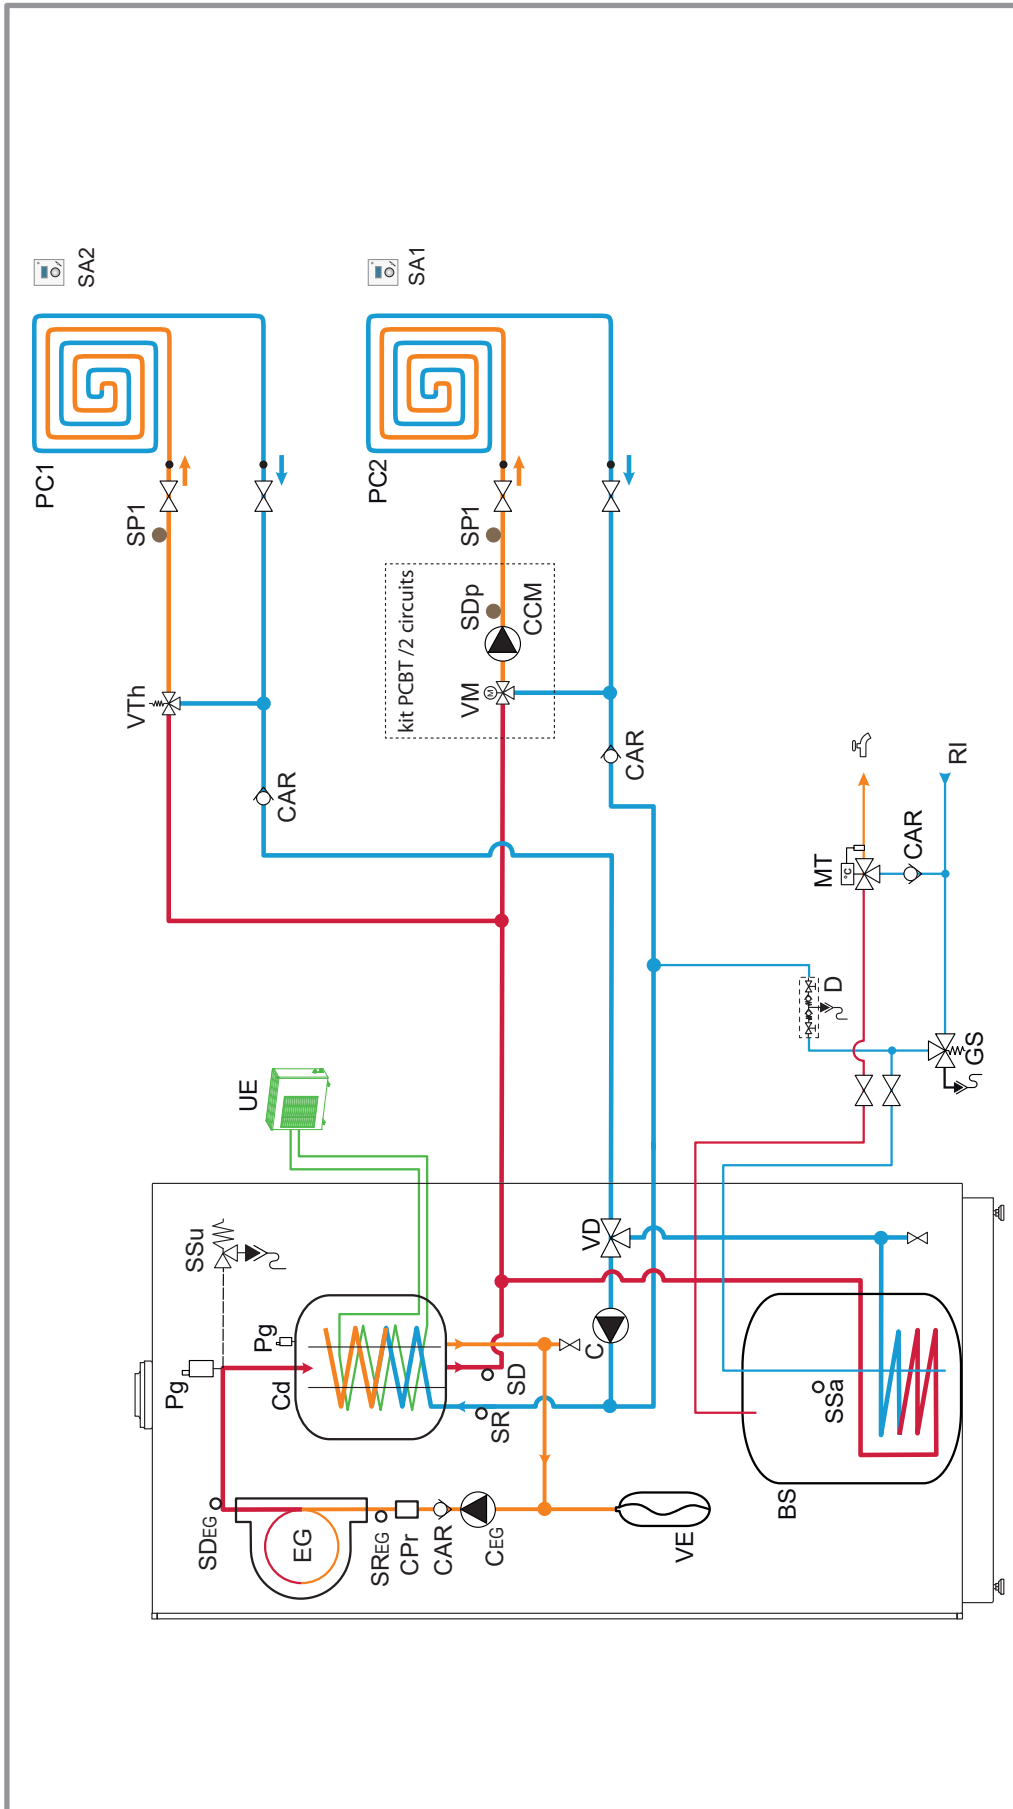 SA2
SA1
PC1
PC2
SP1
SP1
SDp
CCM
kit PCBT /2 circuits
VTh
VM
M
CAR
CAR
RI
MT
°C
CAR
D
GS
UE
SSu
VD
Pg
Pg
Cd
C
SD
SR
SSa
SDEG
EG
SREG
CPr
CAR
CEG
VE
BS